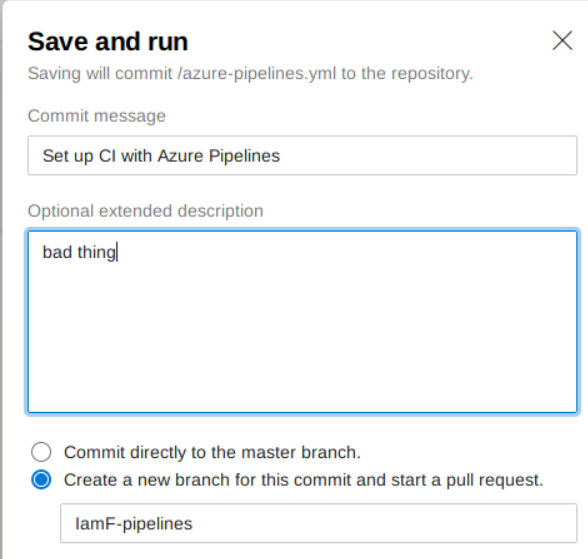 Save and run
Saving will commit /azure-pipelines.yml to the repository.
Commit message
Set up CI with Azure Pipelines
Optional extended description
bad thing
Commit directly to the master branch.
Create a new branch for this commit and start a pull request.
IamF-pipelines